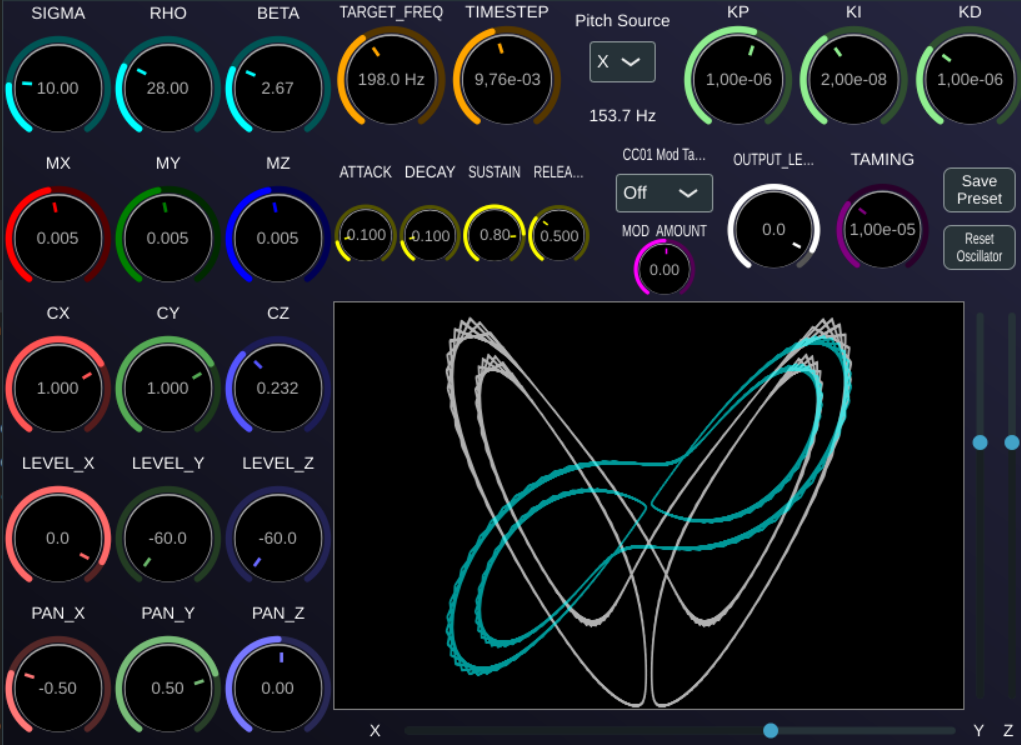 SIGMA RHO BETA TARGET_FREQ TIMESTEP Pitch Source KP KI KD
10.00 28.00 2.67 198.0 Hz 9,76e-03 X 1,00e-06 2,00e-08 1,00e-06
153.7 Hz
MX MY MZ ATTACK DECAY SUSTAIN RELEA... CC01 Mod Ta... OUTPUT_LE... TAMING
Off
Save
Preset
0.005 0.005 0.005 0.100 0.100 0.80 0.500 MOD_AMOUNT 0.0 1,00e-05
Reset
Oscillator
0.00
CX CY CZ
1.000 1.000 0.232
LEVEL_X LEVEL_Y LEVEL_Z
0.0 -60.0 -60.0
PAN_X PAN_Y PAN_Z
-0.50 0.50 0.00
X Y Z